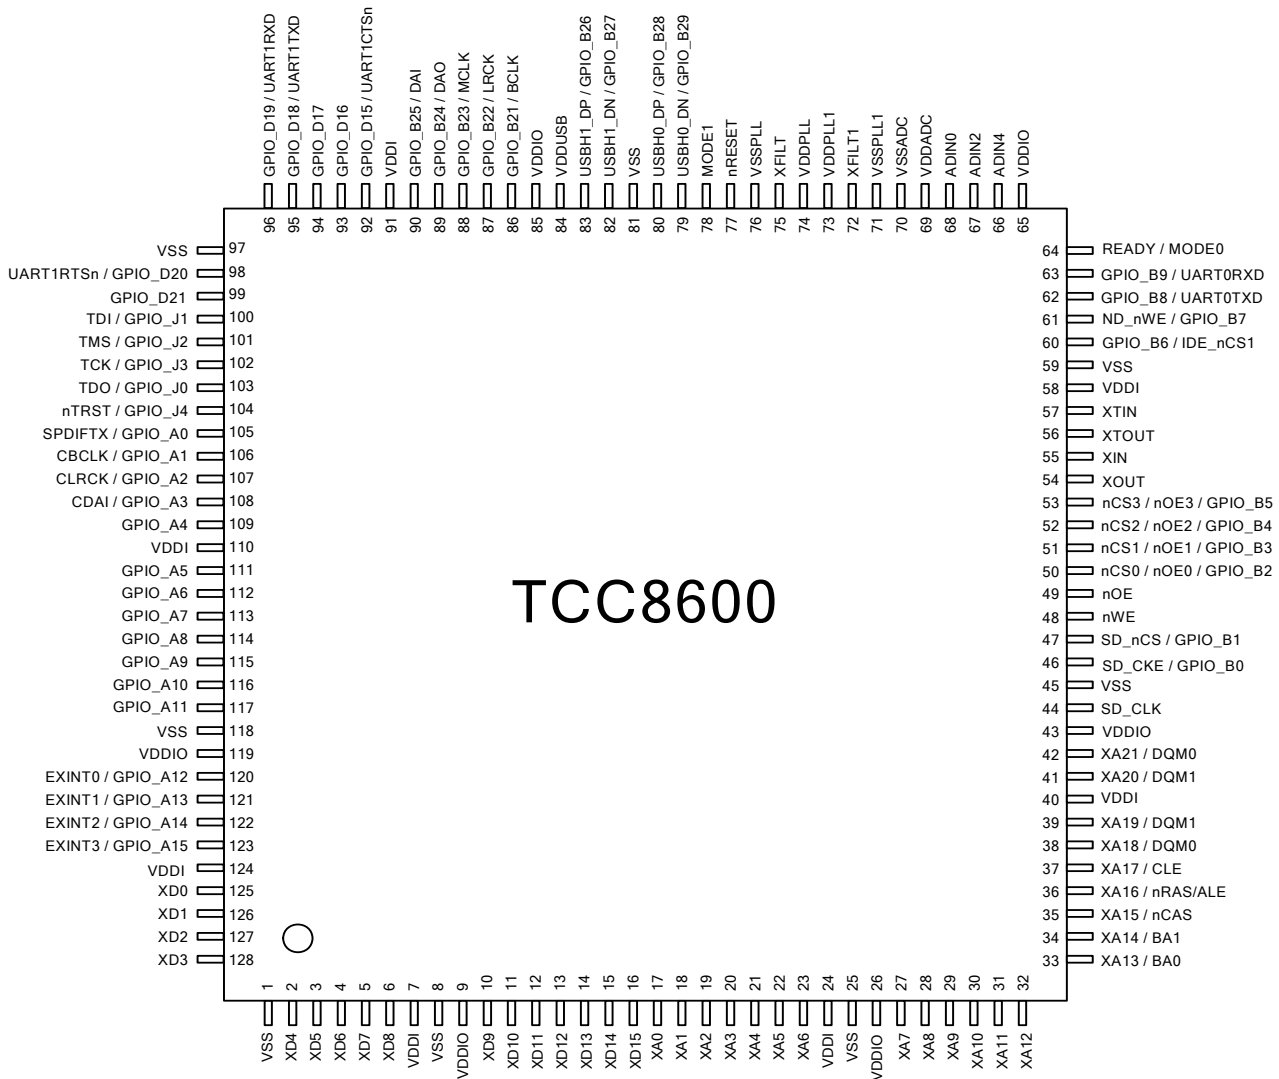 GPIO_D19 / UART1RXD
GPIO_D18 / UART1TXD
GPIO_D17
GPIO_D16
GPIO_D15 / UART1CTSn
VDDI
GPIO_B25 / DAI
GPIO_B24 / DAO
GPIO_B23 / MCLK
GPIO_B22 / LRCK
GPIO_B21 / BCLK
VDDIO
VDDUSB
USBH1_DP / GPIO_B26
USBH1_DN / GPIO_B27
VSS
USBH0_DP / GPIO_B28
USBH0_DN / GPIO_B29
MODE1
nRESET
VSSPLL
XFILT
VDDPLL
VDDPLL1
XFILT1
VSSPLL1
VSSADC
VDDADC
ADIN0
ADIN2
ADIN4
VDDIO
96
95
94
93
92
91
90
89
88
87
86
85
84
83
82
81
80
79
78
77
76
75
74
73
72
71
70
69
68
67
66
65
VSS 97
UART1RTSn / GPIO_D20 98
GPIO_D21 99
TDI / GPIO_J1 100
TMS / GPIO_J2 101
TCK / GPIO_J3 102
TDO / GPIO_J0 103
nTRST / GPIO_J4 104
SPDIFTX / GPIO_A0 105
CBCLK / GPIO_A1 106
CLRCK / GPIO_A2 107
CDAI / GPIO_A3 108
GPIO_A4 109
VDDI 110
GPIO_A5 111
GPIO_A6 112
GPIO_A7 113
GPIO_A8 114
GPIO_A9 115
GPIO_A10 116
GPIO_A11 117
VSS 118
VDDIO 119
EXINT0 / GPIO_A12 120
EXINT1 / GPIO_A13 121
EXINT2 / GPIO_A14 122
EXINT3 / GPIO_A15 123
VDDI 124
XD0 125
XD1 126
XD2 127
XD3 128
TCC8600
64 READY / MODE0
63 GPIO_B9 / UART0RXD
62 GPIO_B8 / UART0TXD
61 ND_nWE / GPIO_B7
60 GPIO_B6 / IDE_nCS1
59 VSS
58 VDDI
57 XTIN
56 XTOUT
55 XIN
54 XOUT
53 nCS3 / nOE3 / GPIO_B5
52 nCS2 / nOE2 / GPIO_B4
51 nCS1 / nOE1 / GPIO_B3
50 nCS0 / nOE0 / GPIO_B2
49 nOE
48 nWE
47 SD_nCS / GPIO_B1
46 SD_CKE / GPIO_B0
45 VSS
44 SD_CLK
43 VDDIO
42 XA21 / DQM0
41 XA20 / DQM1
40 VDDI
39 XA19 / DQM1
38 XA18 / DQM0
37 XA17 / CLE
36 XA16 / nRAS/ALE
35 XA15 / nCAS
34 XA14 / BA1
33 XA13 / BA0
1
2
3
4
5
6
7
8
9
10
11
12
13
14
15
16
17
18
19
20
21
22
23
24
25
26
27
28
29
30
31
32
VSS
XD4
XD5
XD6
XD7
XD8
VDDI
VSS
VDDIO
XD9
XD10
XD11
XD12
XD13
XD14
XD15
XA0
XA1
XA2
XA3
XA4
XA5
XA6
VDDI
VSS
VDDIO
XA7
XA8
XA9
XA10
XA11
XA12